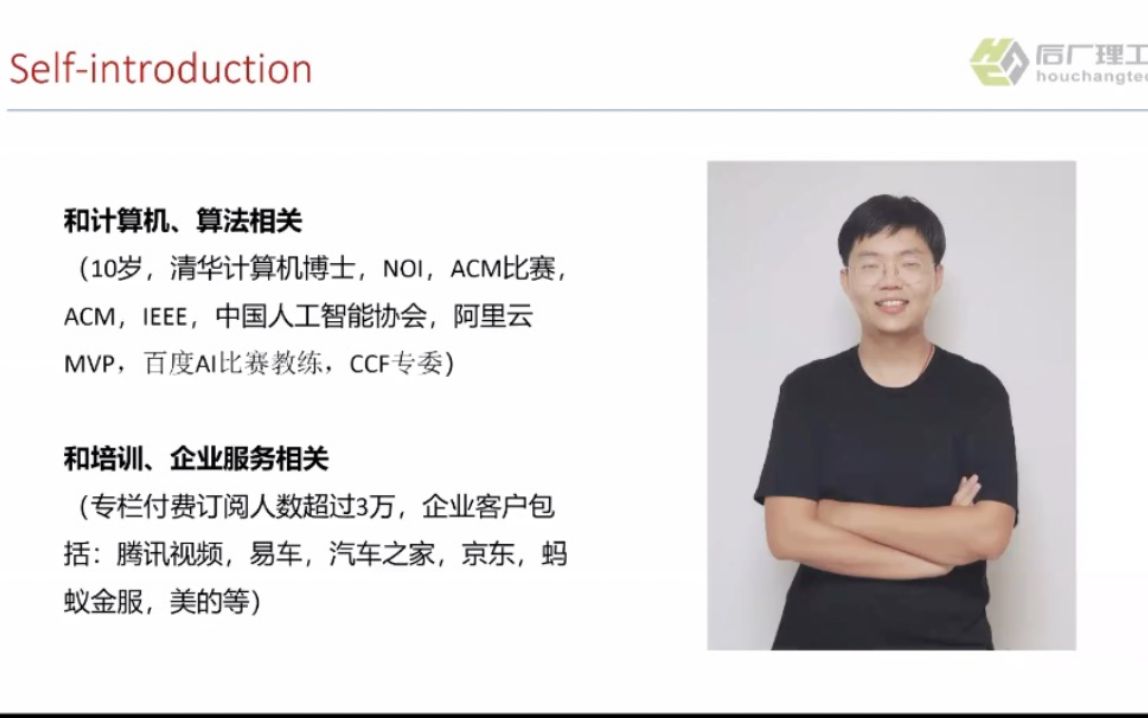 Self-introduction
后厂理工
houchangte
和计算机、算法相关
（10岁，清华计算机博士，NOI，ACM比赛，
ACM，IEEE，中国人工智能协会，阿里云
MVP，百度AI比赛教练，CCF专委）
和培训、企业服务相关
（专栏付费订阅人数超过3万，企业客户包
括：腾讯视频，易车，汽车之家，京东，蚂
蚁金服，美的等）